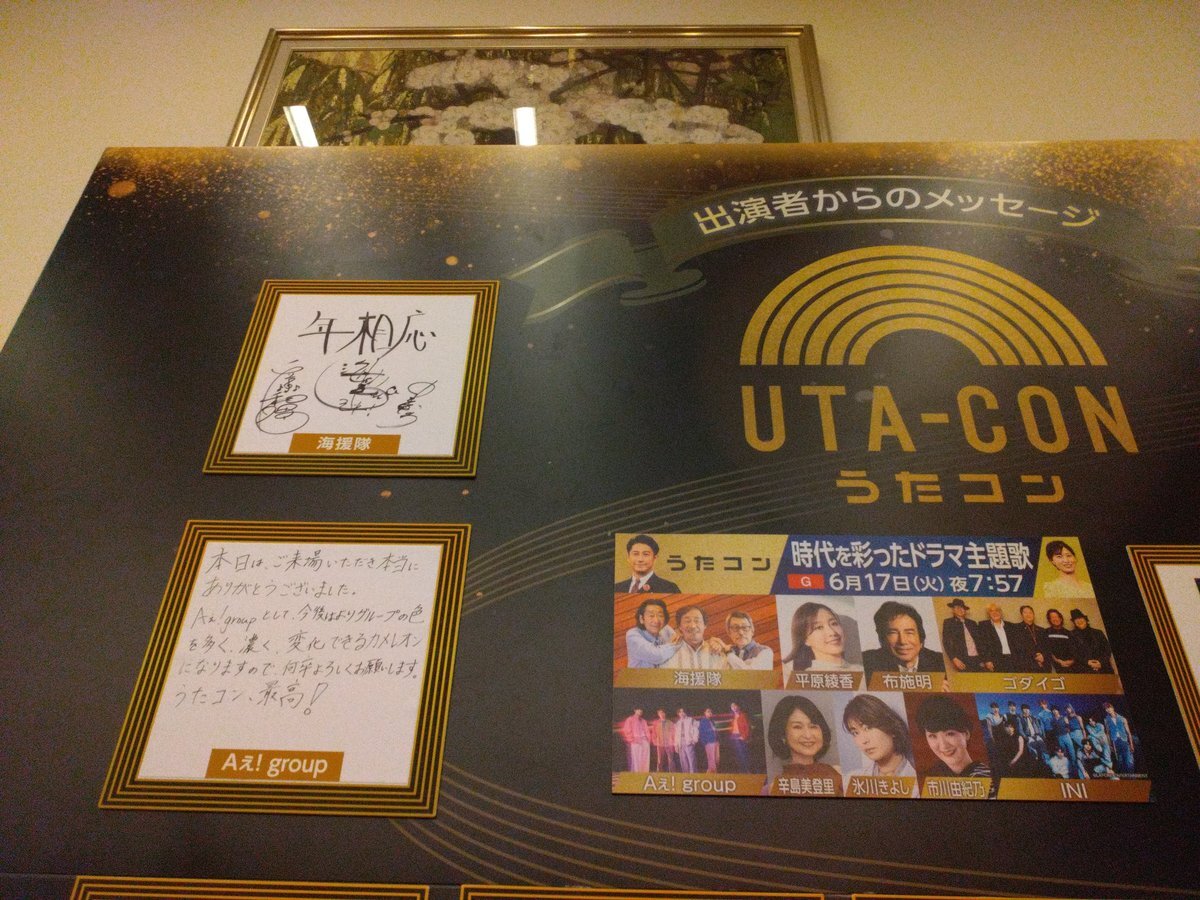 出演者からのメッセージ
UTA-CON
うたコン
年相応
海援隊
本日は、ご来場いただき本当に
ありがとうございました。
Aぇ! groupとして、今後はよりグループの色
を多く、濃く、変化できるカメレオン
になりますので何卒よろしくお願いします。
うたコン、最高!
Aぇ! group
うたコン
時代を彩ったドラマ主題歌
G 6月17日(火) 夜7:57
海援隊
平原綾香
布施明
ゴダイゴ
Aぇ! group
辛島美登里
氷川きよし
市川由紀乃
INI